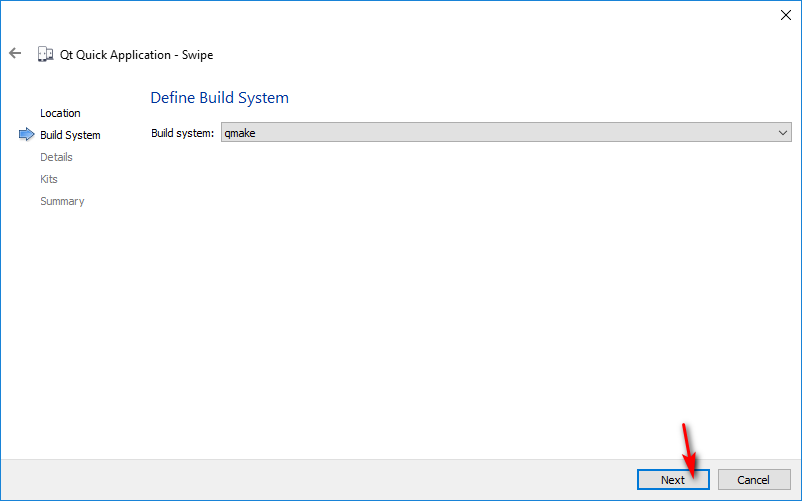 Qt Quick Application - Swipe
Location
Build System
Details
Kits
Summary
Define Build System
Build system: qmake
Next
Cancel